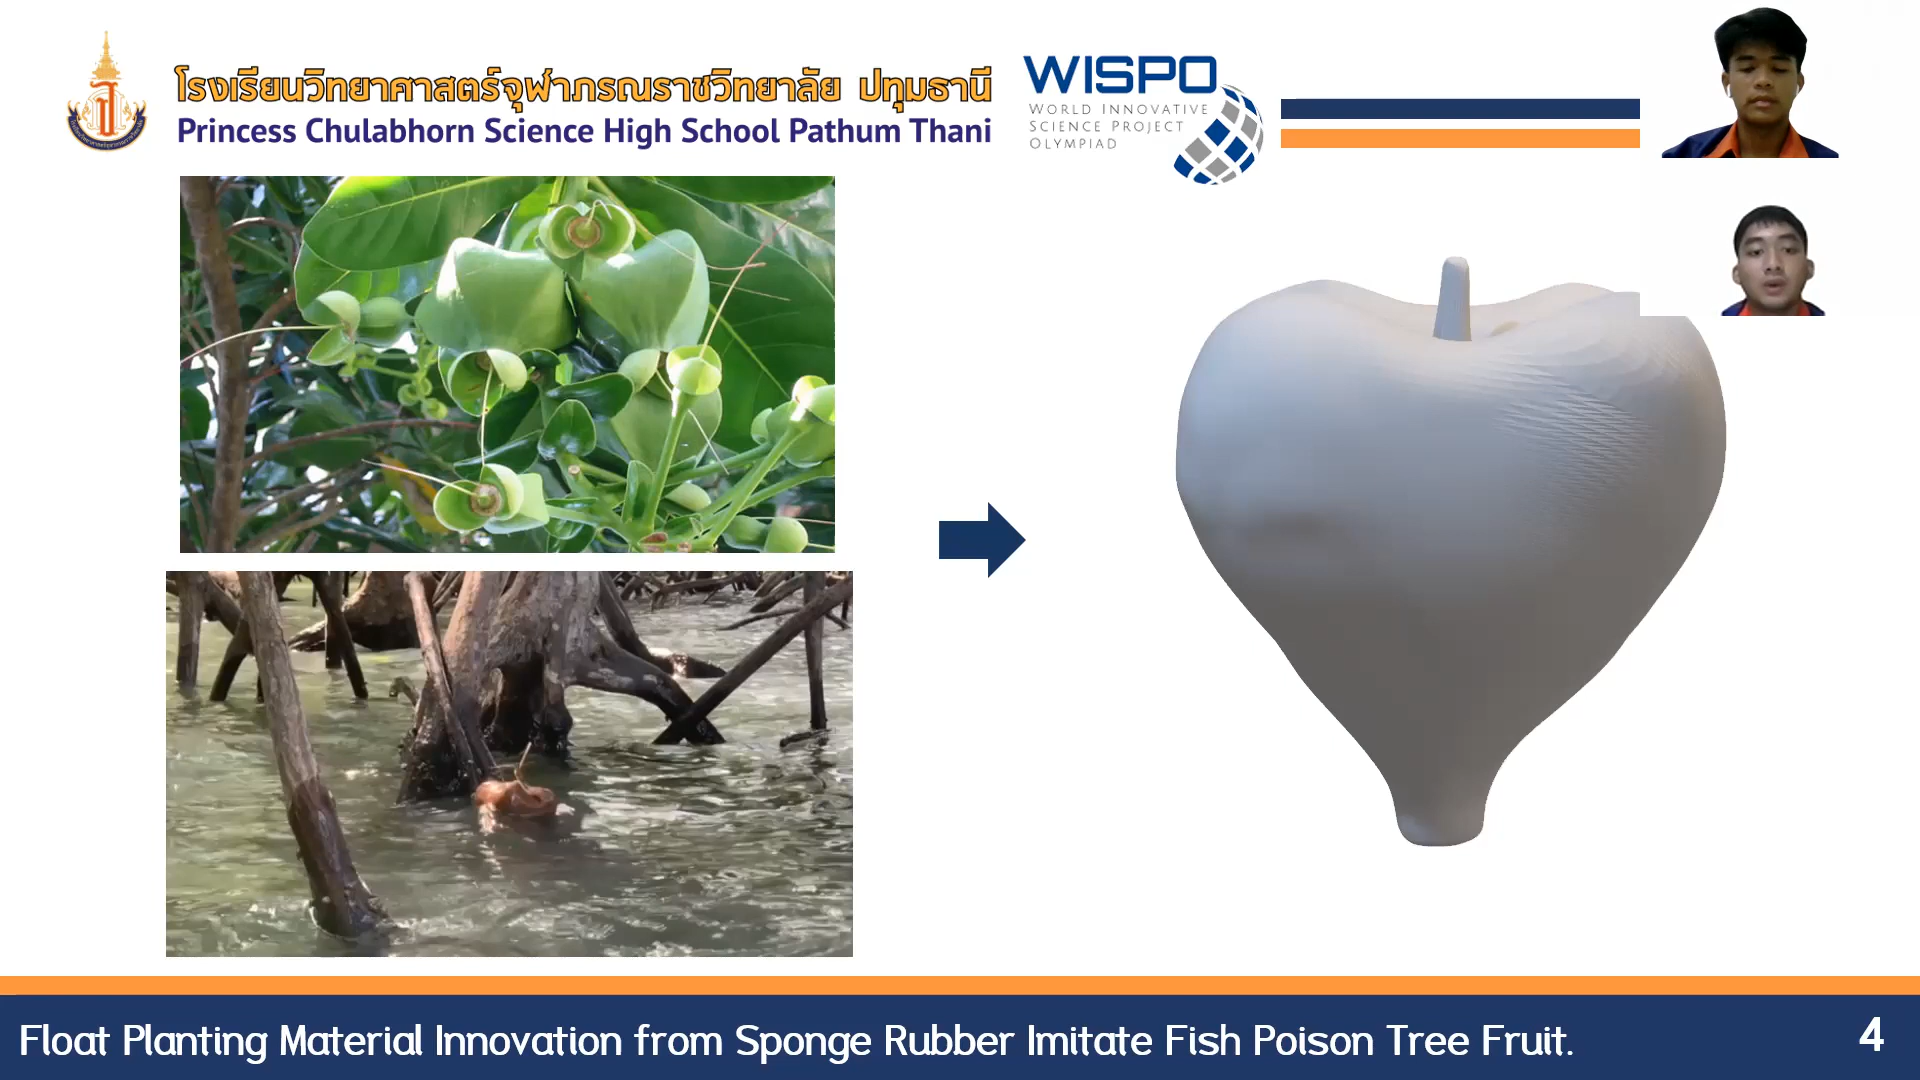 โรงเรียนวิทยาศาสตร์จุฬาภรณราชวิทยาลัย ปทุมธานี
Princess Chulabhorn Science High School Pathum Thani
WISPO
WORLD INNOVATIVE
SCIENCE PROJECT
OLYMPIAD
Float Planting Material Innovation from Sponge Rubber Imitate Fish Poison Tree Fruit.
4